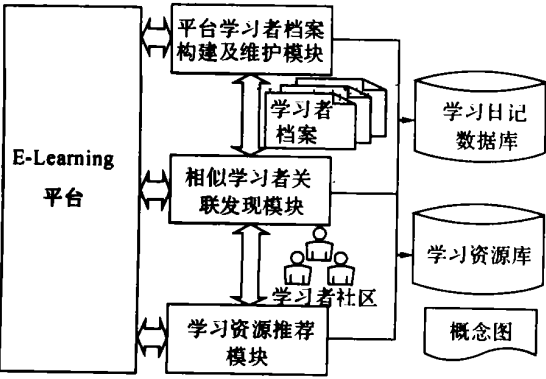 平台学习者档案
构建及维护模块
学习者
档案
学习日记
数据库
E-Learning
平台
相似学习者关
联发现模块
学习资源库
学习者社区
学习资源推荐
模块
概念图